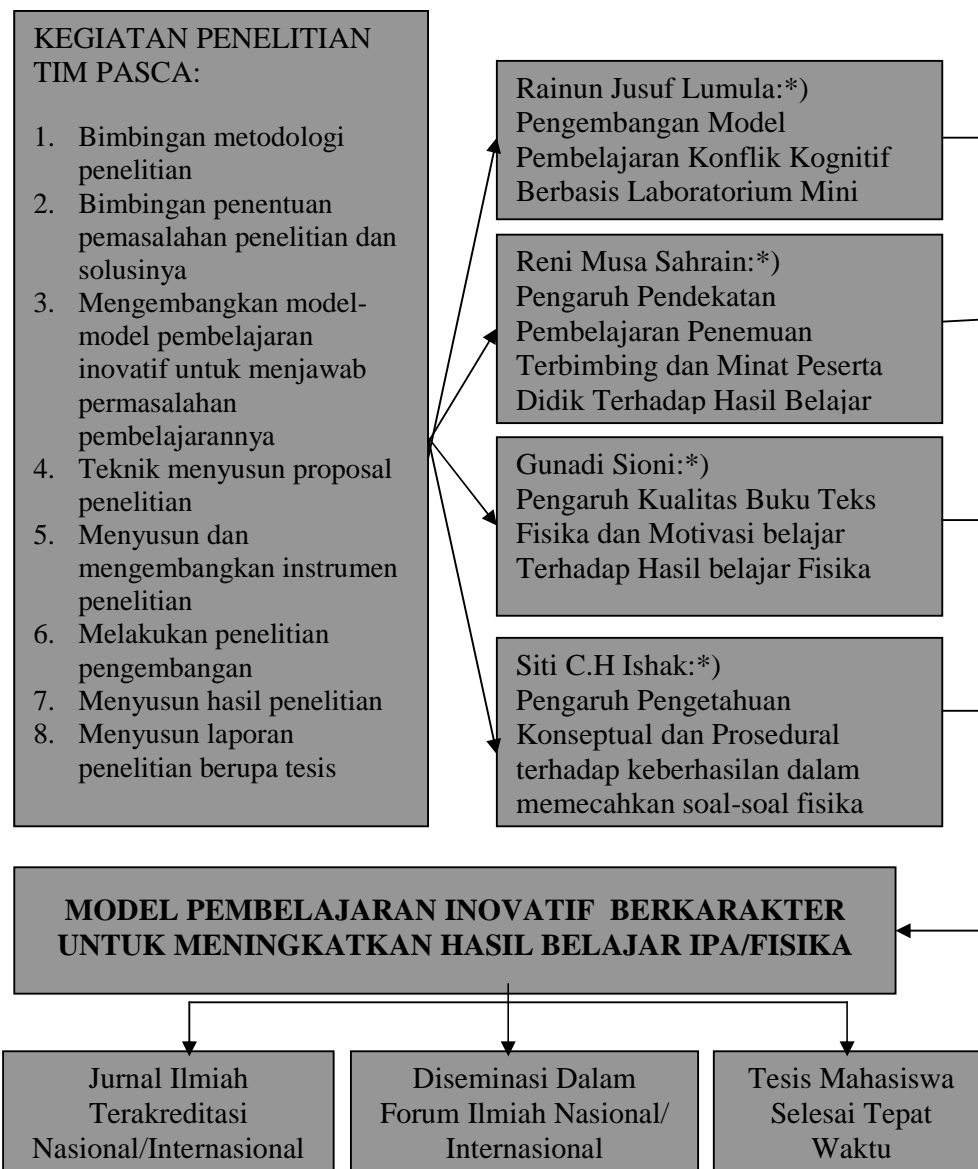 KEGIATAN PENELITIAN
TIM PASCA:
1. Bimbingan metodologi
penelitian
2. Bimbingan penentuan
pemasalahan penelitian dan
solusinya
3. Mengembangkan model-
model pembelajaran
inovatif untuk menjawab
permasalahan
pembelajarannya
4. Teknik menyusun proposal
penelitian
5. Menyusun dan
mengembangkan instrumen
penelitian
6. Melakukan penelitian
pengembangan
7. Menyusun hasil penelitian
8. Menyusun laporan
penelitian berupa tesis
Rainun Jusuf Lumula:*)
Pengembangan Model
Pembelajaran Konflik Kognitif
Berbasis Laboratorium Mini
Reni Musa Sahrain:*)
Pengaruh Pendekatan
Pembelajaran Penemuan
Terbimbing dan Minat Peserta
Didik Terhadap Hasil Belajar
Gunadi Sioni:*)
Pengaruh Kualitas Buku Teks
Fisika dan Motivasi belajar
Terhadap Hasil belajar Fisika
Siti C.H Ishak:*)
Pengaruh Pengetahuan
Konseptual dan Prosedural
terhadap keberhasilan dalam
memecahkan soal-soal fisika
MODEL PEMBELAJARAN INOVATIF BERKARAKTER
UNTUK MENINGKATKAN HASIL BELAJAR IPA/FISIKA
Jurnal Ilmiah
Terakreditasi
Nasional/Internasional
Diseminasi Dalam
Forum Ilmiah Nasional/
Internasional
Tesis Mahasiswa
Selesai Tepat
Waktu